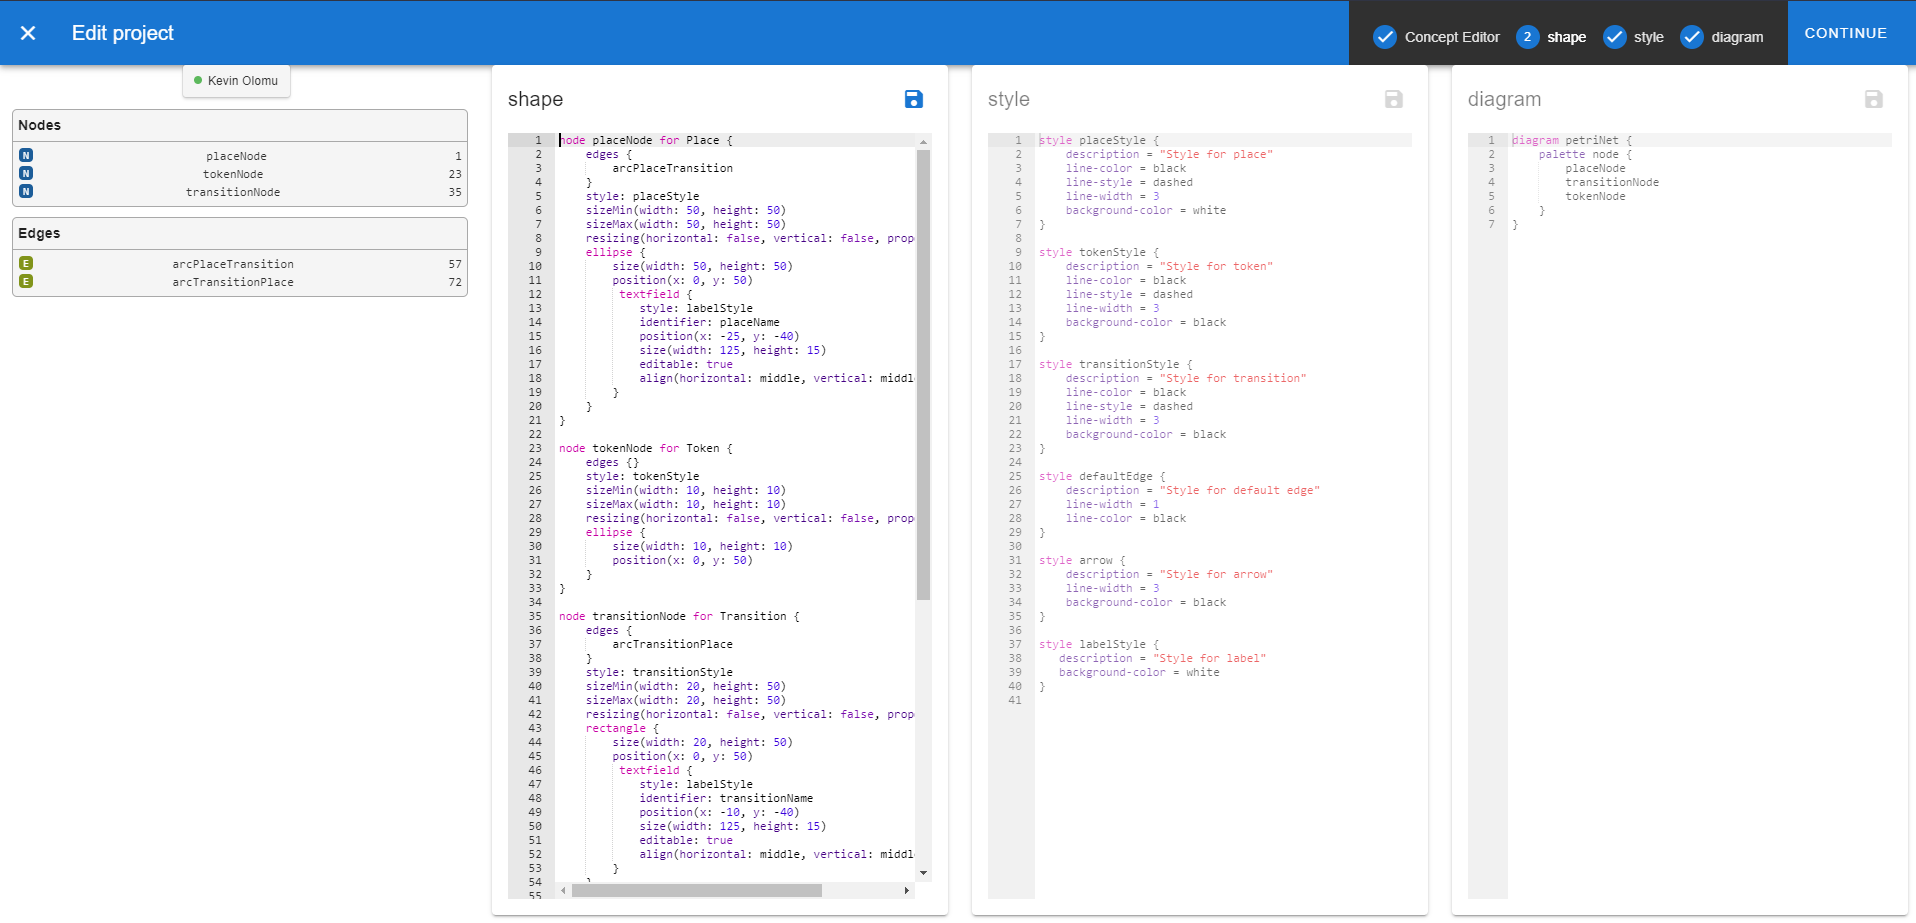 Edit project
Concept Editor
2 shape
style
diagram
CONTINUE
Kevin Olomu
Nodes
N placeNode 1
N tokenNode 23
N transitionNode 35
Edges
E arcPlaceTransition 57
E arcTransitionPlace 72
shape
1 node placeNode for Place {
2 edges {
3 arcPlaceTransition
4 }
5 style: placeStyle
6 sizeMin(width: 50, height: 50)
7 sizeMax(width: 50, height: 50)
8 resizing(horizontal: false, vertical: false, prop
9 ellipse {
10 size(width: 50, height: 50)
11 position(x: 0, y: 50)
12 textfield {
13 style: labelStyle
14 identifier: placeName
15 position(x: -25, y: -40)
16 size(width: 125, height: 15)
17 editable: true
18 align(horizontal: middle, vertical: middl
19 }
20 }
21 }
22
23 node tokenNode for Token {
24 edges {}
25 style: tokenStyle
26 sizeMin(width: 10, height: 10)
27 sizeMax(width: 10, height: 10)
28 resizing(horizontal: false, vertical: false, prop
29 ellipse {
30 size(width: 10, height: 10)
31 position(x: 0, y: 50)
32 }
33 }
34
35 node transitionNode for Transition {
36 edges {
37 arcTransitionPlace
38 }
39 style: transitionStyle
40 sizeMin(width: 20, height: 50)
41 sizeMax(width: 20, height: 50)
42 resizing(horizontal: false, vertical: false, prop
43 rectangle {
44 size(width: 20, height: 50)
45 position(x: 0, y: 50)
46 textfield {
47 style: labelStyle
48 identifier: transitionName
49 position(x: -10, y: -40)
50 size(width: 125, height: 15)
51 editable: true
52 align(horizontal: middle, vertical: middl
53 }
54 }
55
style
1 style placeStyle {
2 description = "Style for place"
3 line-color = black
4 line-style = dashed
5 line-width = 3
6 background-color = white
7 }
8
9 style tokenStyle {
10 description = "Style for token"
11 line-color = black
12 line-style = dashed
13 line-width = 3
14 background-color = black
15 }
16
17 style transitionStyle {
18 description = "Style for transition"
19 line-color = black
20 line-style = dashed
21 line-width = 3
22 background-color = black
23 }
24
25 style defaultEdge {
26 description = "Style for default edge"
27 line-width = 1
28 line-color = black
29 }
30
31 style arrow {
32 description = "Style for arrow"
33 line-width = 3
34 background-color = black
35 }
36
37 style labelStyle {
38 description = "Style for label"
39 background-color = white
40 }
41
diagram
1 diagram petriNet {
2 palette node {
3 placeNode
4 transitionNode
5 tokenNode
6 }
7 }